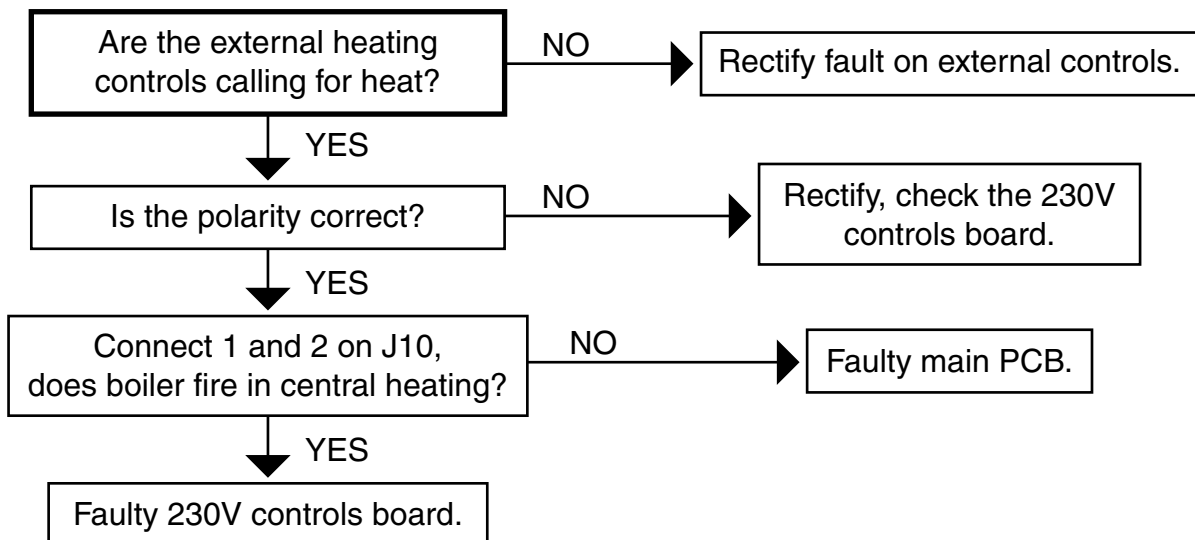 Are the external heating
controls calling for heat?
NO
Rectify fault on external controls.
YES
Is the polarity correct?
NO
Rectify, check the 230V
controls board.
YES
Connect 1 and 2 on J10,
does boiler fire in central heating?
NO
Faulty main PCB.
YES
Faulty 230V controls board.